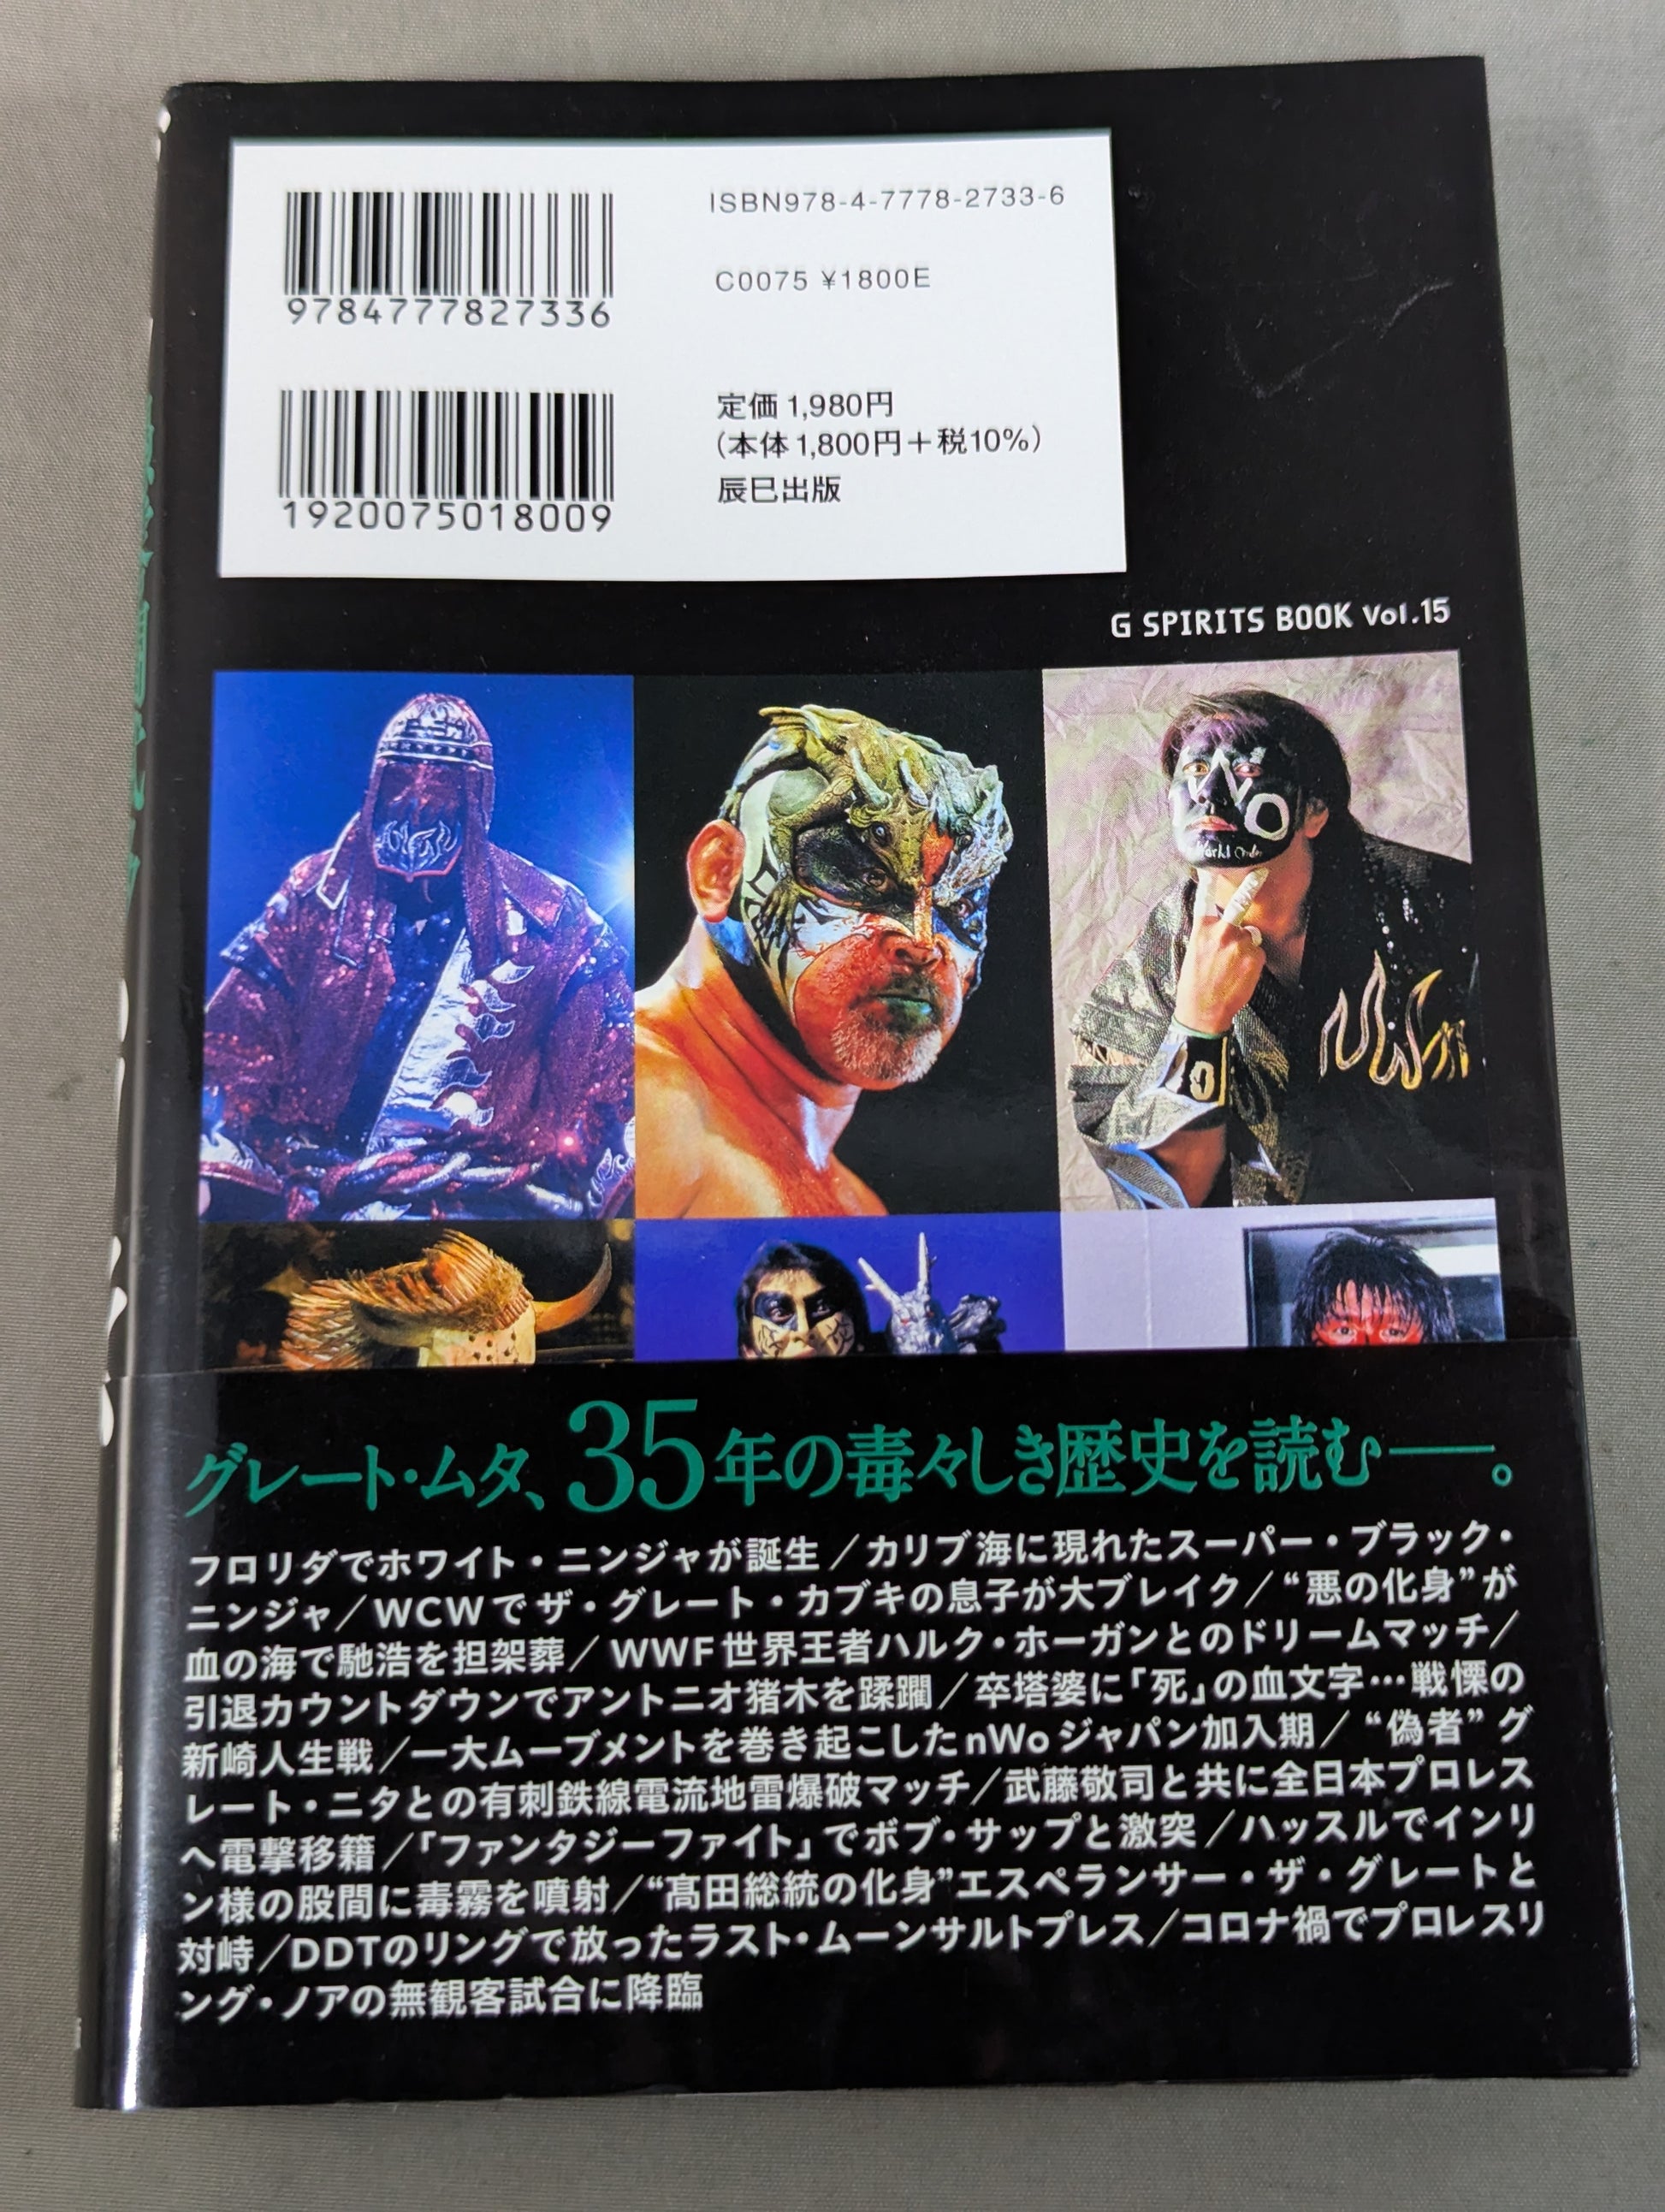 ISBN978-4-7778-2733-6
9784777827336
C0075 ¥1800E
定価1,980円
（本体1,800円＋税10%）
辰巳出版
1920075018009
G SPIRITS BOOK Vol.15
グレート・ムタ、35年の毒々しき歴史を読む――。
フロリダでホワイト・ニンジャが誕生／カリブ海に現れたスーパー・ブラック・
ニンジャ／WCWでザ・グレート・カブキの息子が大ブレイク／“悪の化身”が
血の海で馳浩を担架葬／WWF世界王者ハルク・ホーガンとのドリームマッチ／
引退カウントダウンでアントニオ猪木を蹂躙／卒塔婆に「死」の血文字…戦慄の
新崎人生戦／一大ムーブメントを巻き起こしたnWoジャパン加入期／“偽者”グ
レート・ニタとの有刺鉄線電流地雷爆破マッチ／武藤敬司と共に全日本プロレス
へ電撃移籍／「ファンタジーファイト」でボブ・サップと激突／ハッスルでインリ
ン様の股間に毒霧を噴射／“髙田総統の化身”エスペランサー・ザ・グレートと
対峙／DDTのリングで放ったラスト・ムーンサルトプレス／コロナ禍でプロレスリ
ング・ノアの無観客試合に降臨